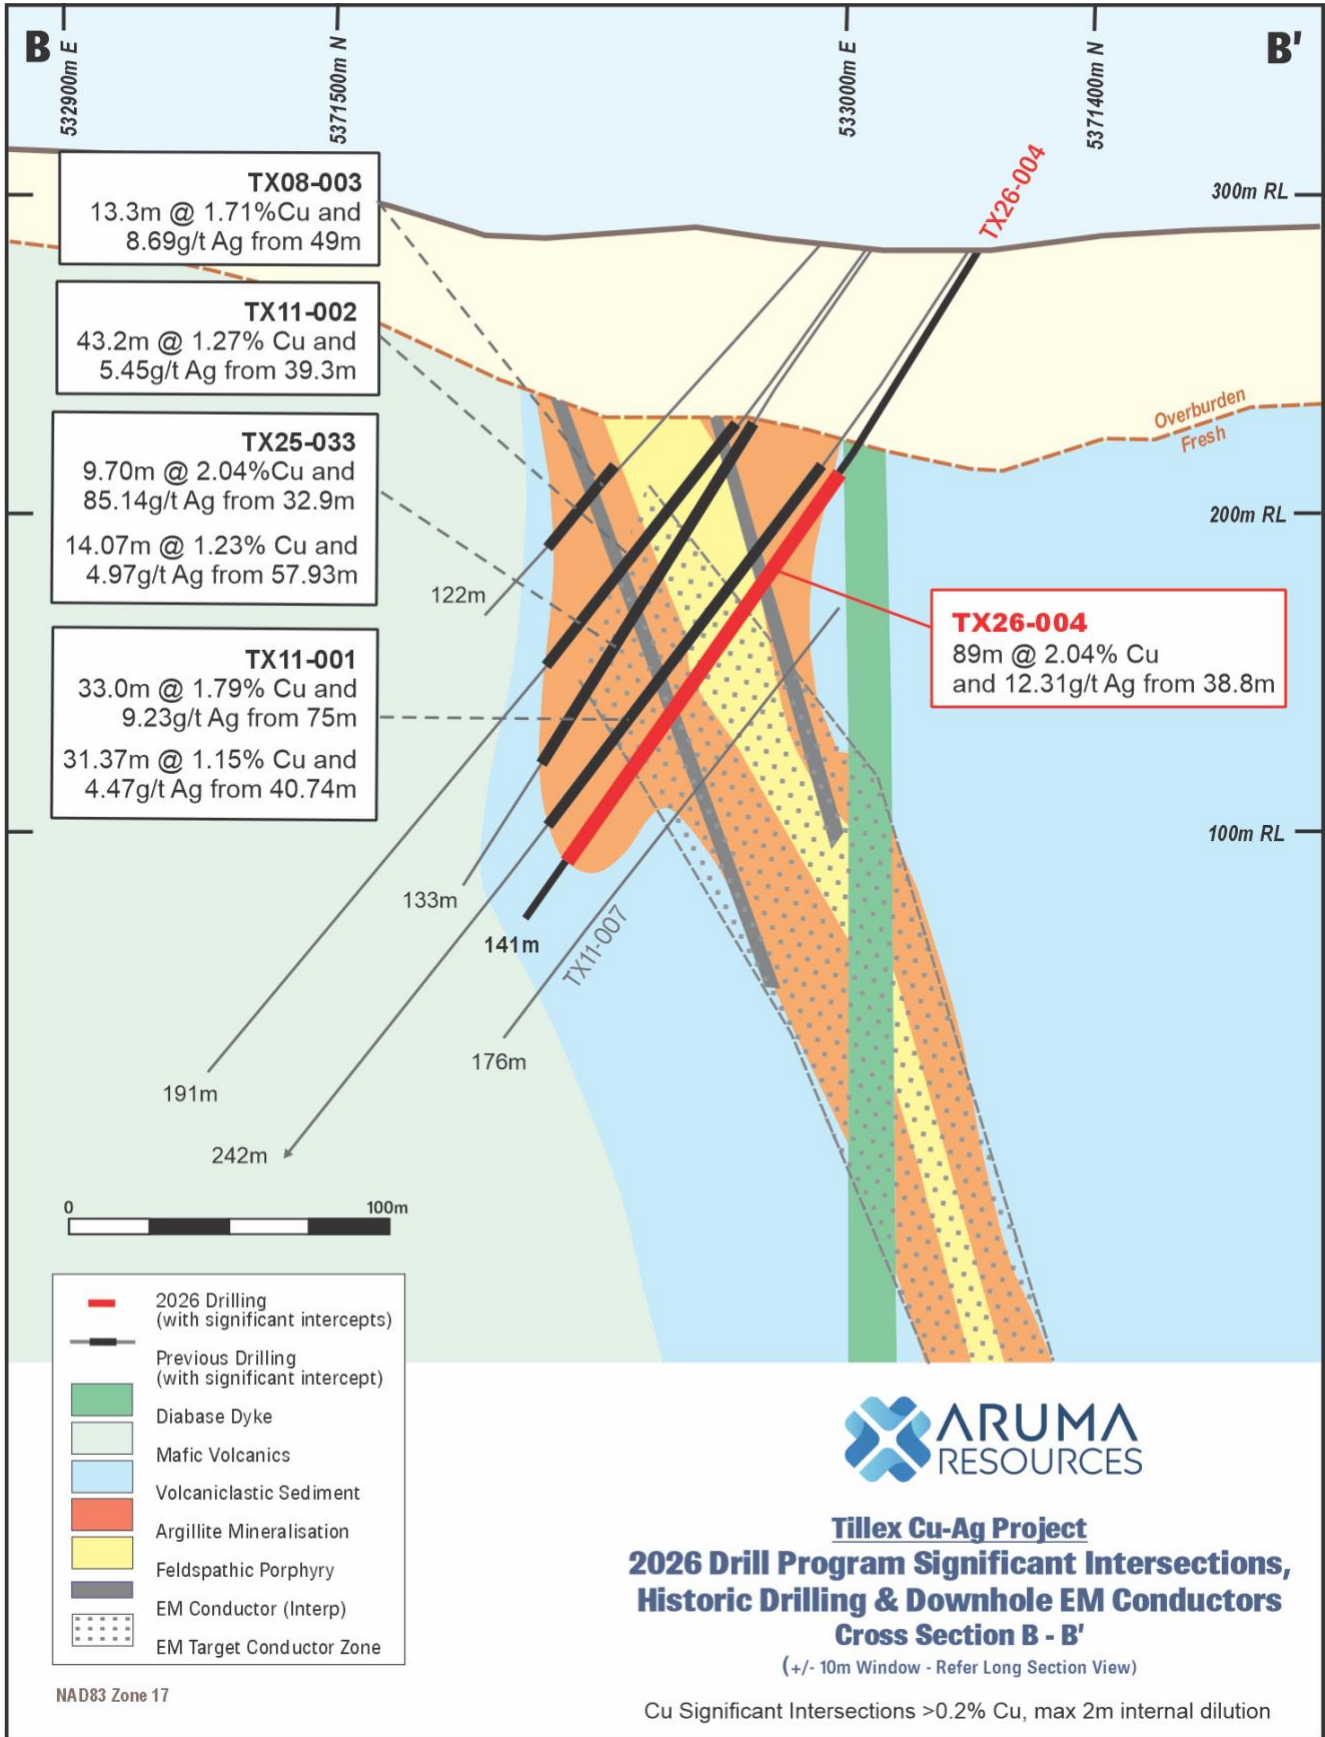 B
532900m E
5371500m N
533000m E
5371400m N
B'
TX26-004
300m RL
200m RL
100m RL
TX08-003
13.3m @ 1.71%Cu and
8.69g/t Ag from 49m
TX11-002
43.2m @ 1.27% Cu and
5.45g/t Ag from 39.3m
TX25-033
9.70m @ 2.04%Cu and
85.14g/t Ag from 32.9m
14.07m @ 1.23% Cu and
4.97g/t Ag from 57.93m
TX11-001
33.0m @ 1.79% Cu and
9.23g/t Ag from 75m
31.37m @ 1.15% Cu and
4.47g/t Ag from 40.74m
Overburden
Fresh
TX26-004
89m @ 2.04% Cu
and 12.31g/t Ag from 38.8m
122m
133m
141m
TX11-007
176m
191m
242m
0 100m
2026 Drilling
(with significant intercepts)
Previous Drilling
(with significant intercept)
Diabase Dyke
Mafic Volcanics
Volcaniclastic Sediment
Argillite Mineralisation
Feldspathic Porphyry
EM Conductor (Interp)
EM Target Conductor Zone
NAD83 Zone 17
ARUMA
RESOURCES
Tillex Cu-Ag Project
2026 Drill Program Significant Intersections,
Historic Drilling & Downhole EM Conductors
Cross Section B - B'
(+/- 10m Window - Refer Long Section View)
Cu Significant Intersections >0.2% Cu, max 2m internal dilution